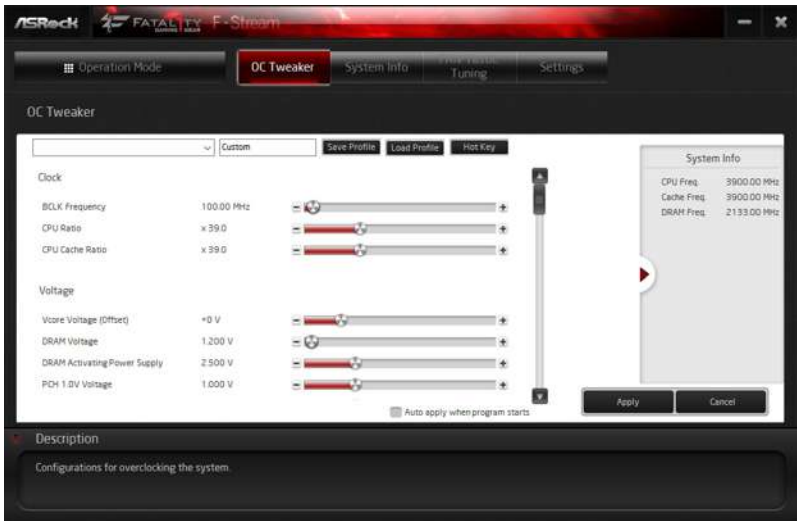 ASRock FATAL1TY GAMING GEAR F-Stream
Operation Mode
OC Tweaker
System Info
Tuning
Settings
OC Tweaker
Custom
Save Profile
Load Profile
Hot Key
System Info
Clock
CPU Freq. 3900.00 MHz
Cache Freq. 3900.00 MHz
DRAM Freq. 2133.00 MHz
BCLK Frequency 100.00 MHz
CPU Ratio x 39.0
CPU Cache Ratio x 39.0
Voltage
Vcore Voltage (Offset) +0 V
DRAM Voltage 1.200 V
DRAM Activating Power Supply 2.500 V
PCH 1.0V Voltage 1.000 V
Auto apply when program starts
Apply
Cancel
Description
Configurations for overclocking the system.